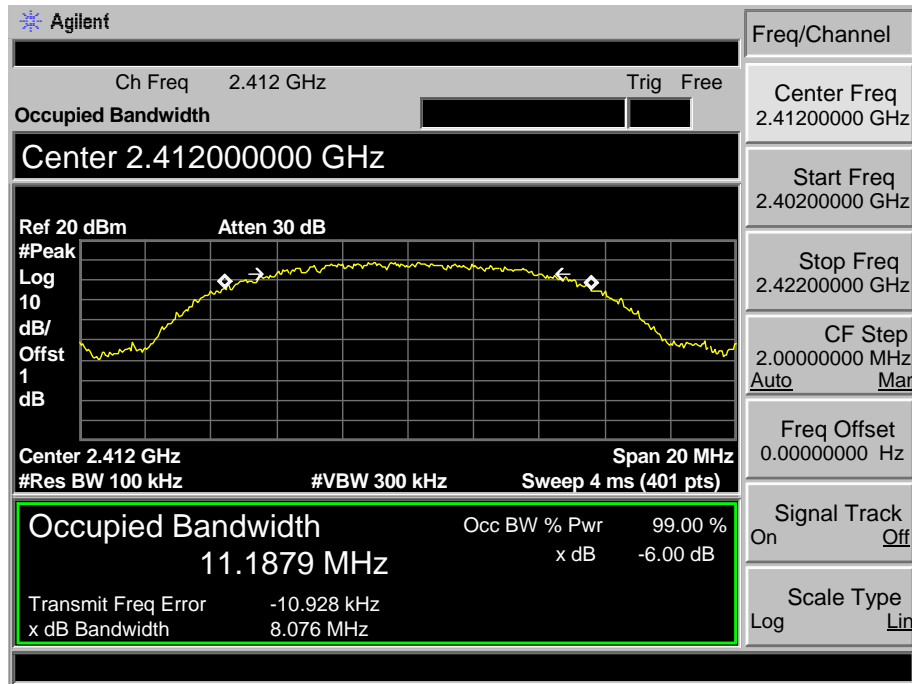 Agilent
Freq/Channel
Ch Freq 2.412 GHz Trig Free
Occupied Bandwidth
Center 2.412000000 GHz
Center Freq
2.41200000 GHz
Start Freq
2.40200000 GHz
Stop Freq
2.42200000 GHz
CF Step
2.00000000 MHz
Auto Man
Freq Offset
0.00000000 Hz
Signal Track
On Off
Scale Type
Log Lin
Ref 20 dBm Atten 30 dB
#Peak
Log
10
dB/
Offst
1
dB
Center 2.412 GHz Span 20 MHz
#Res BW 100 kHz #VBW 300 kHz Sweep 4 ms (401 pts)
Occupied Bandwidth Occ BW % Pwr 99.00 %
11.1879 MHz x dB -6.00 dB
Transmit Freq Error -10.928 kHz
x dB Bandwidth 8.076 MHz